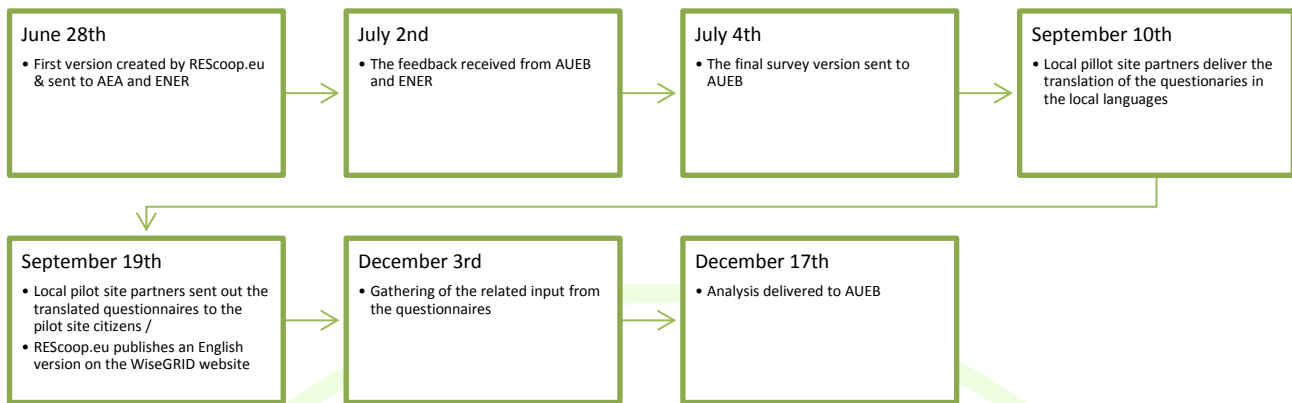 June 28th
• First version created by REScoop.eu
& sent to AEA and ENER
July 2nd
• The feedback received from AUEB
and ENER
July 4th
• The final survey version sent to
AUEB
September 10th
• Local pillot site partners deliver the
translation of the questionaries in
the local languages
September 19th
• Local pilot site partners sent out the
translated questionnaires to the
pilot site citizens /
• REScoop.eu publishes an English
version on the WiseGRID website
December 3rd
• Gathering of the related input from
the questionnaires
December 17th
• Analysis delivered to AUEB